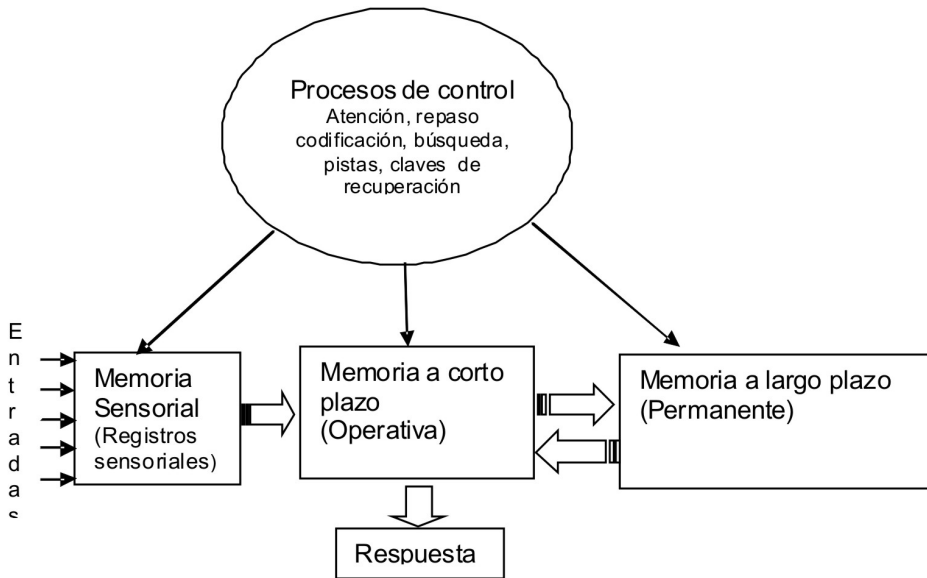 Procesos de control
Atención, repaso
codificación, búsqueda,
pistas, claves de
recuperación
Entradas
Memoria
Sensorial
(Registros
sensoriales)
Memoria a corto
plazo
(Operativa)
Memoria a largo plazo
(Permanente)
Respuesta